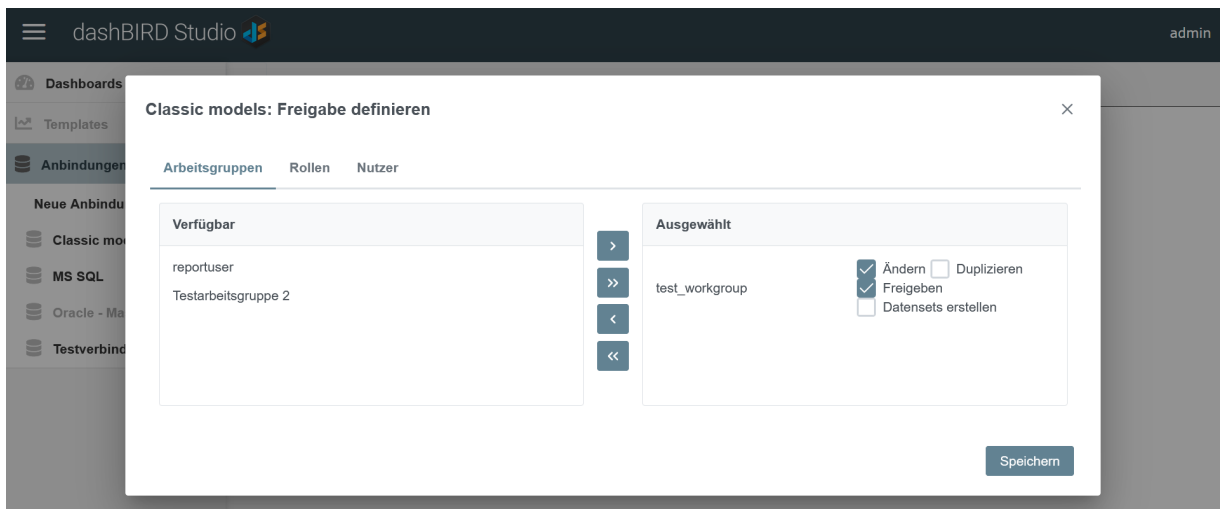 dashBIRD Studio
admin
Dashboards
Templates
Anbindungen
Neue Anbindu
Classic mod
MS SQL
Oracle - Ma
Testverbind
Classic models: Freigabe definieren
Arbeitsgruppen Rollen Nutzer
Verfügbar
reportuser
Testarbeitsgruppe 2
Ausgewählt
test_workgroup
Ändern Duplizieren
Freigeben
Datensets erstellen
Speichern